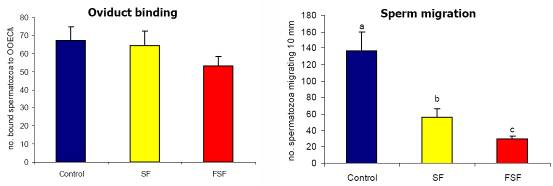 Oviduct binding
no. bound spermatozoa to OOECλ
80
70
60
50
40
30
20
10
0
Control
SF
FSF
Sperm migration
no. spermatozoa migrating 10 mm
180
160
140
120
100
80
60
40
20
0
a
b
c
Control
SF
FSF